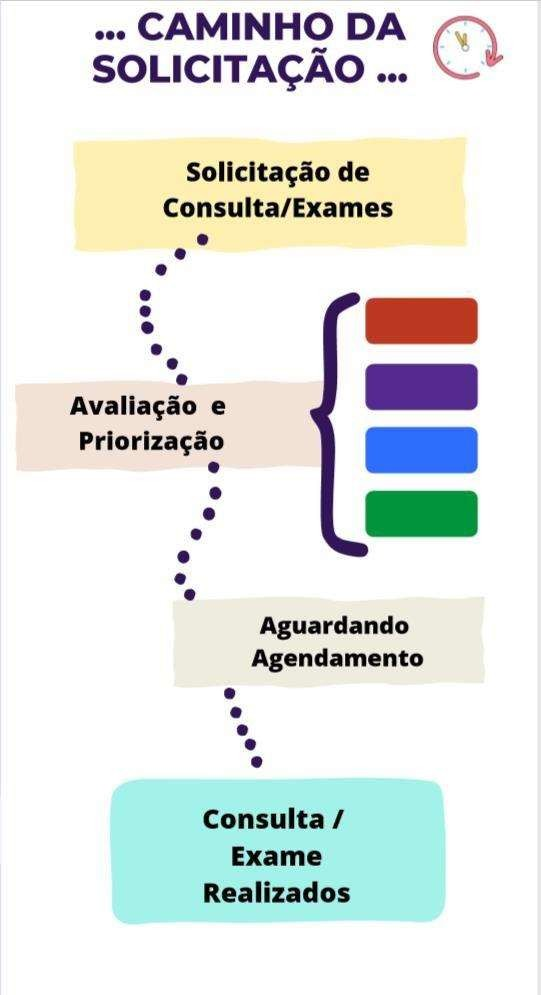 ... CAMINHO DA
SOLICITAÇÃO ...
Solicitação de
Consulta/Exames
Avaliação e
Priorização
Aguardando
Agendamento
Consulta /
Exame
Realizados